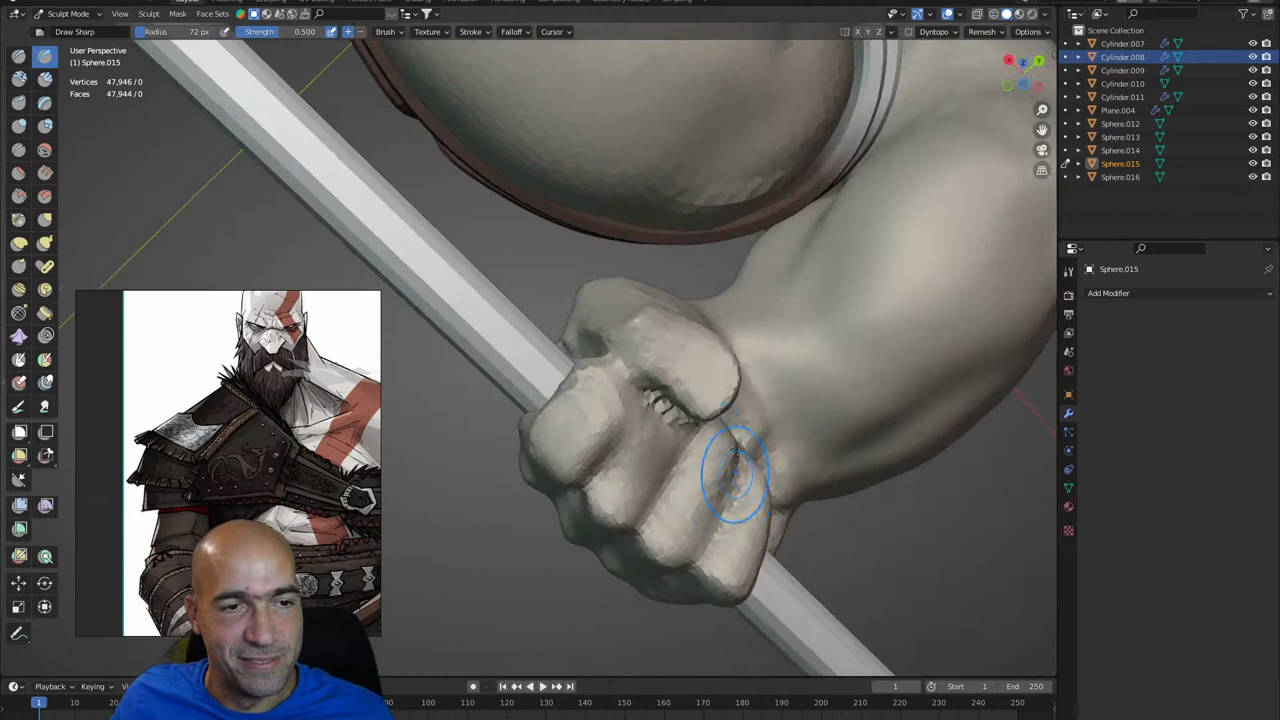 Sculpt Mode View Sculpt Mask Face Sets Options
Draw Sharp Radius 72 px Strength 0.500 Brush Texture Stroke Falloff Cursor X Y Z Dyntopo Remesh Options
User Perspective
(1) Sphere.015
Vertices 47,946 / 0
Faces 47,944 / 0
X
Y
Z
Scene Collection
Cylinder.007
Cylinder.008
Cylinder.009
Cylinder.010
Cylinder.011
Plane.004
Sphere.012
Sphere.013
Sphere.014
Sphere.015
Sphere.016
Sphere.015
Add Modifier
Playback Keying 1 Start 1 End 250
1 80 90 100 110 120 130 140 150 160 170 180 190 200 210 220 230 240 250